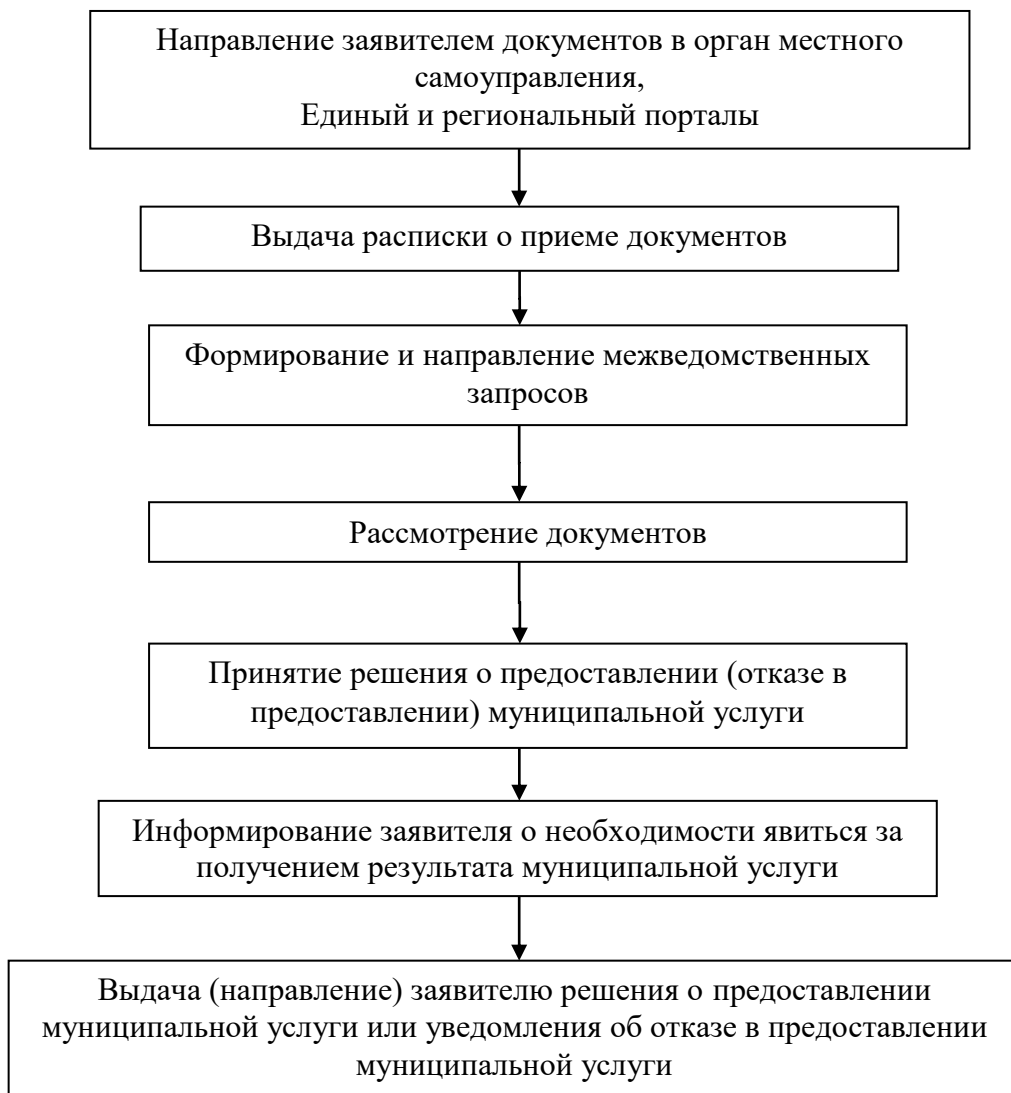 Направление заявителем документов в орган местного
самоуправления,
Единый и региональный порталы
Выдача расписки о приеме документов
Формирование и направление межведомственных
запросов
Рассмотрение документов
Принятие решения о предоставлении (отказе в
предоставлении) муниципальной услуги
Информирование заявителя о необходимости явиться за
получением результата муниципальной услуги
Выдача (направление) заявителю решения о предоставлении
муниципальной услуги или уведомления об отказе в предоставлении
муниципальной услуги